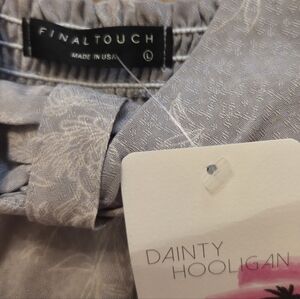 FINALTOUCH
MADE IN USA
L
DAINTY
HOOLIGAN